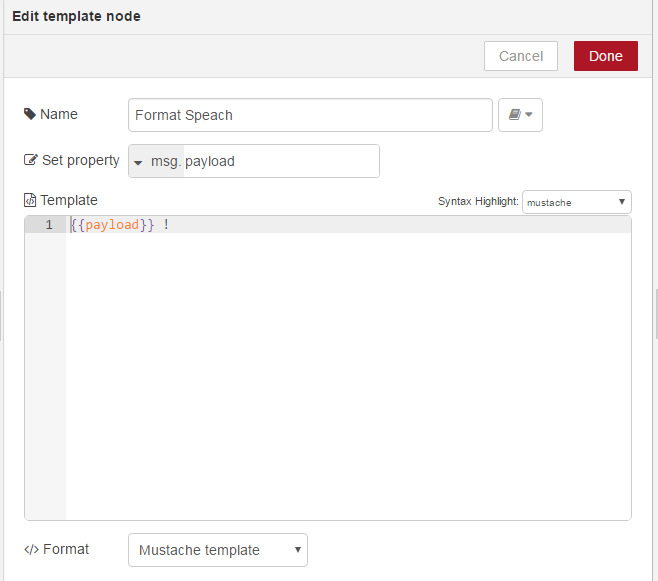 Edit template node
Cancel Done
Name Format Speach
Set property msg. payload
Template Syntax Highlight: mustache
1 {{payload}} !
</> Format Mustache template